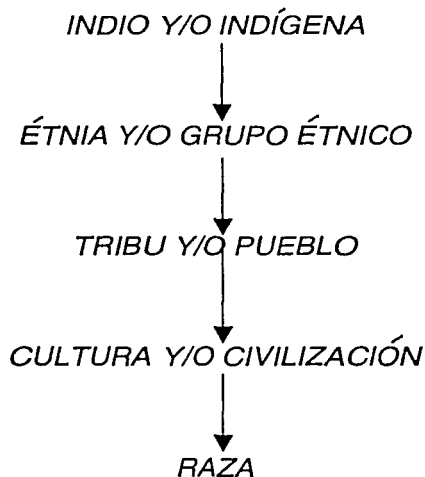 INDIO Y/O INDÍGENA
ÉTNIA Y/O GRUPO ÉTNICO
TRIBU Y/O PUEBLO
CULTURA Y/O CIVILIZACIÓN
RAZA